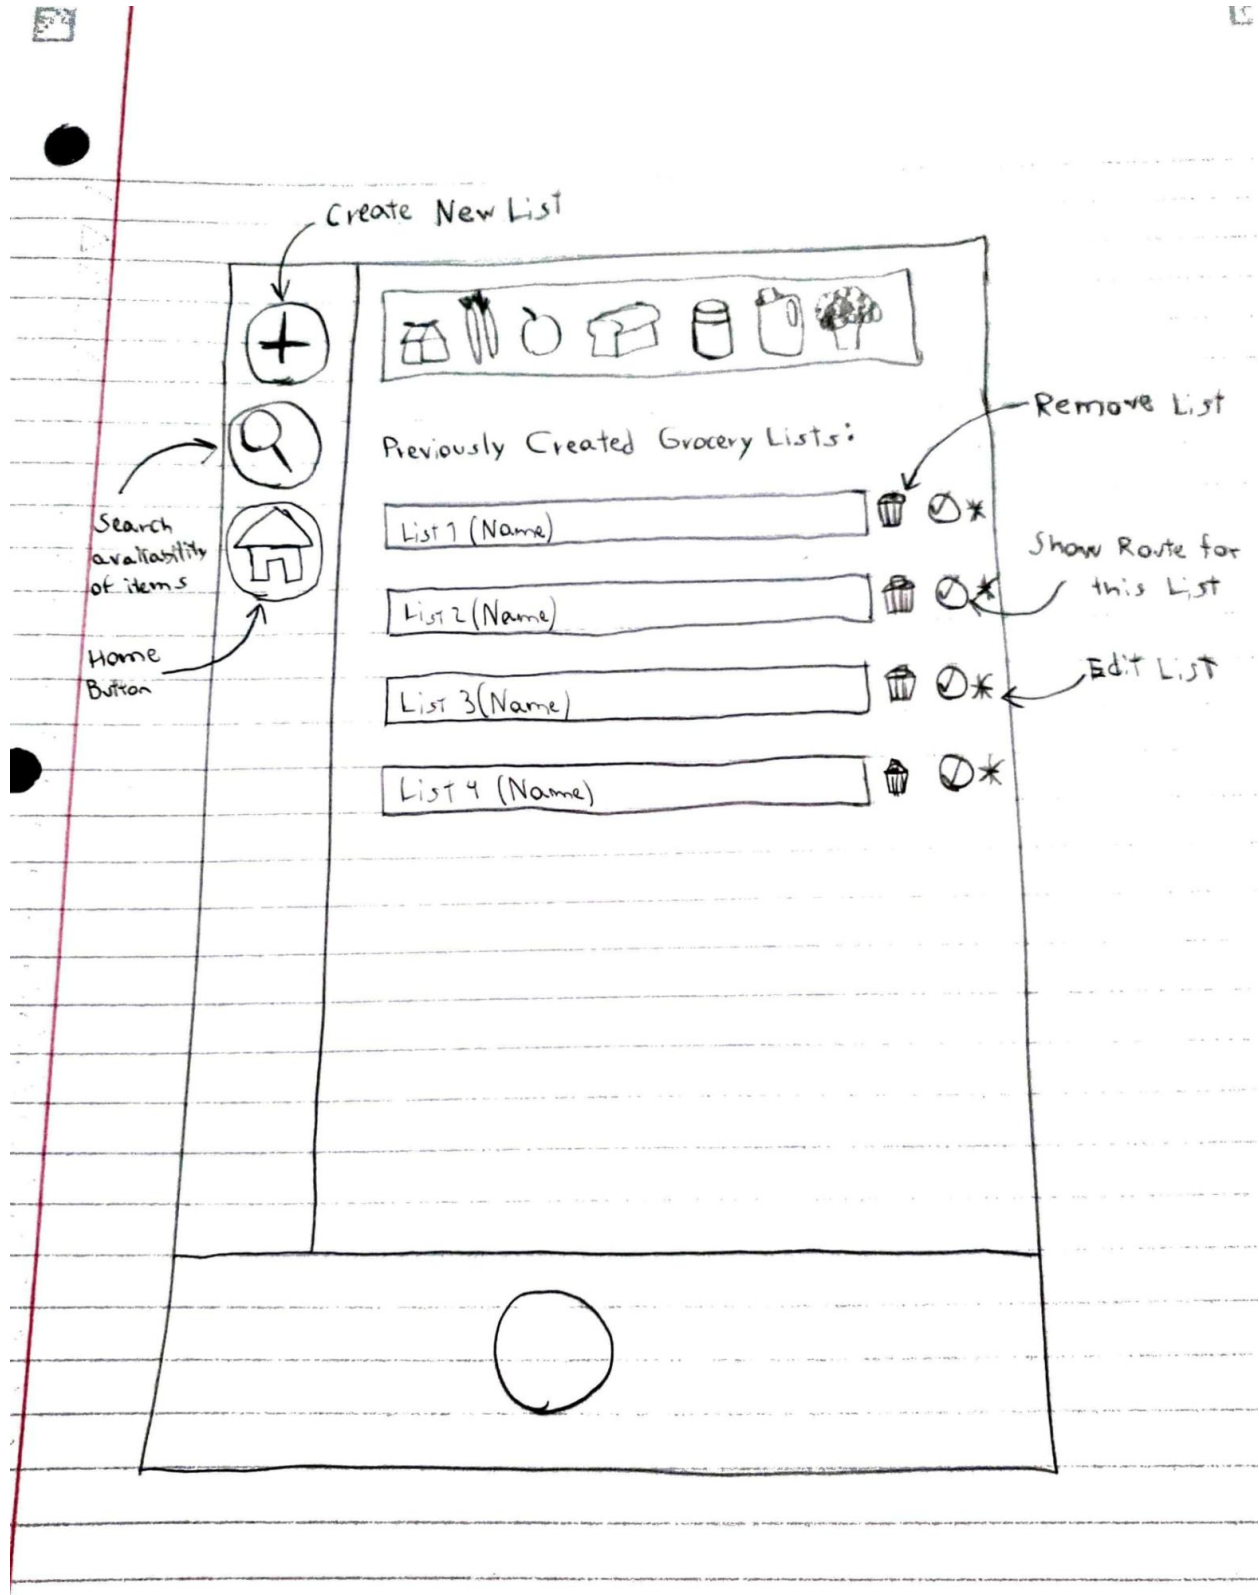 Create New List
Remove List
Previously Created Grocery Lists:
List 1 (Name)
Search
availability
of items
Show Route for
this List
List 2 (Name)
Home
Button
Edit List
List 3 (Name)
List 4 (Name)